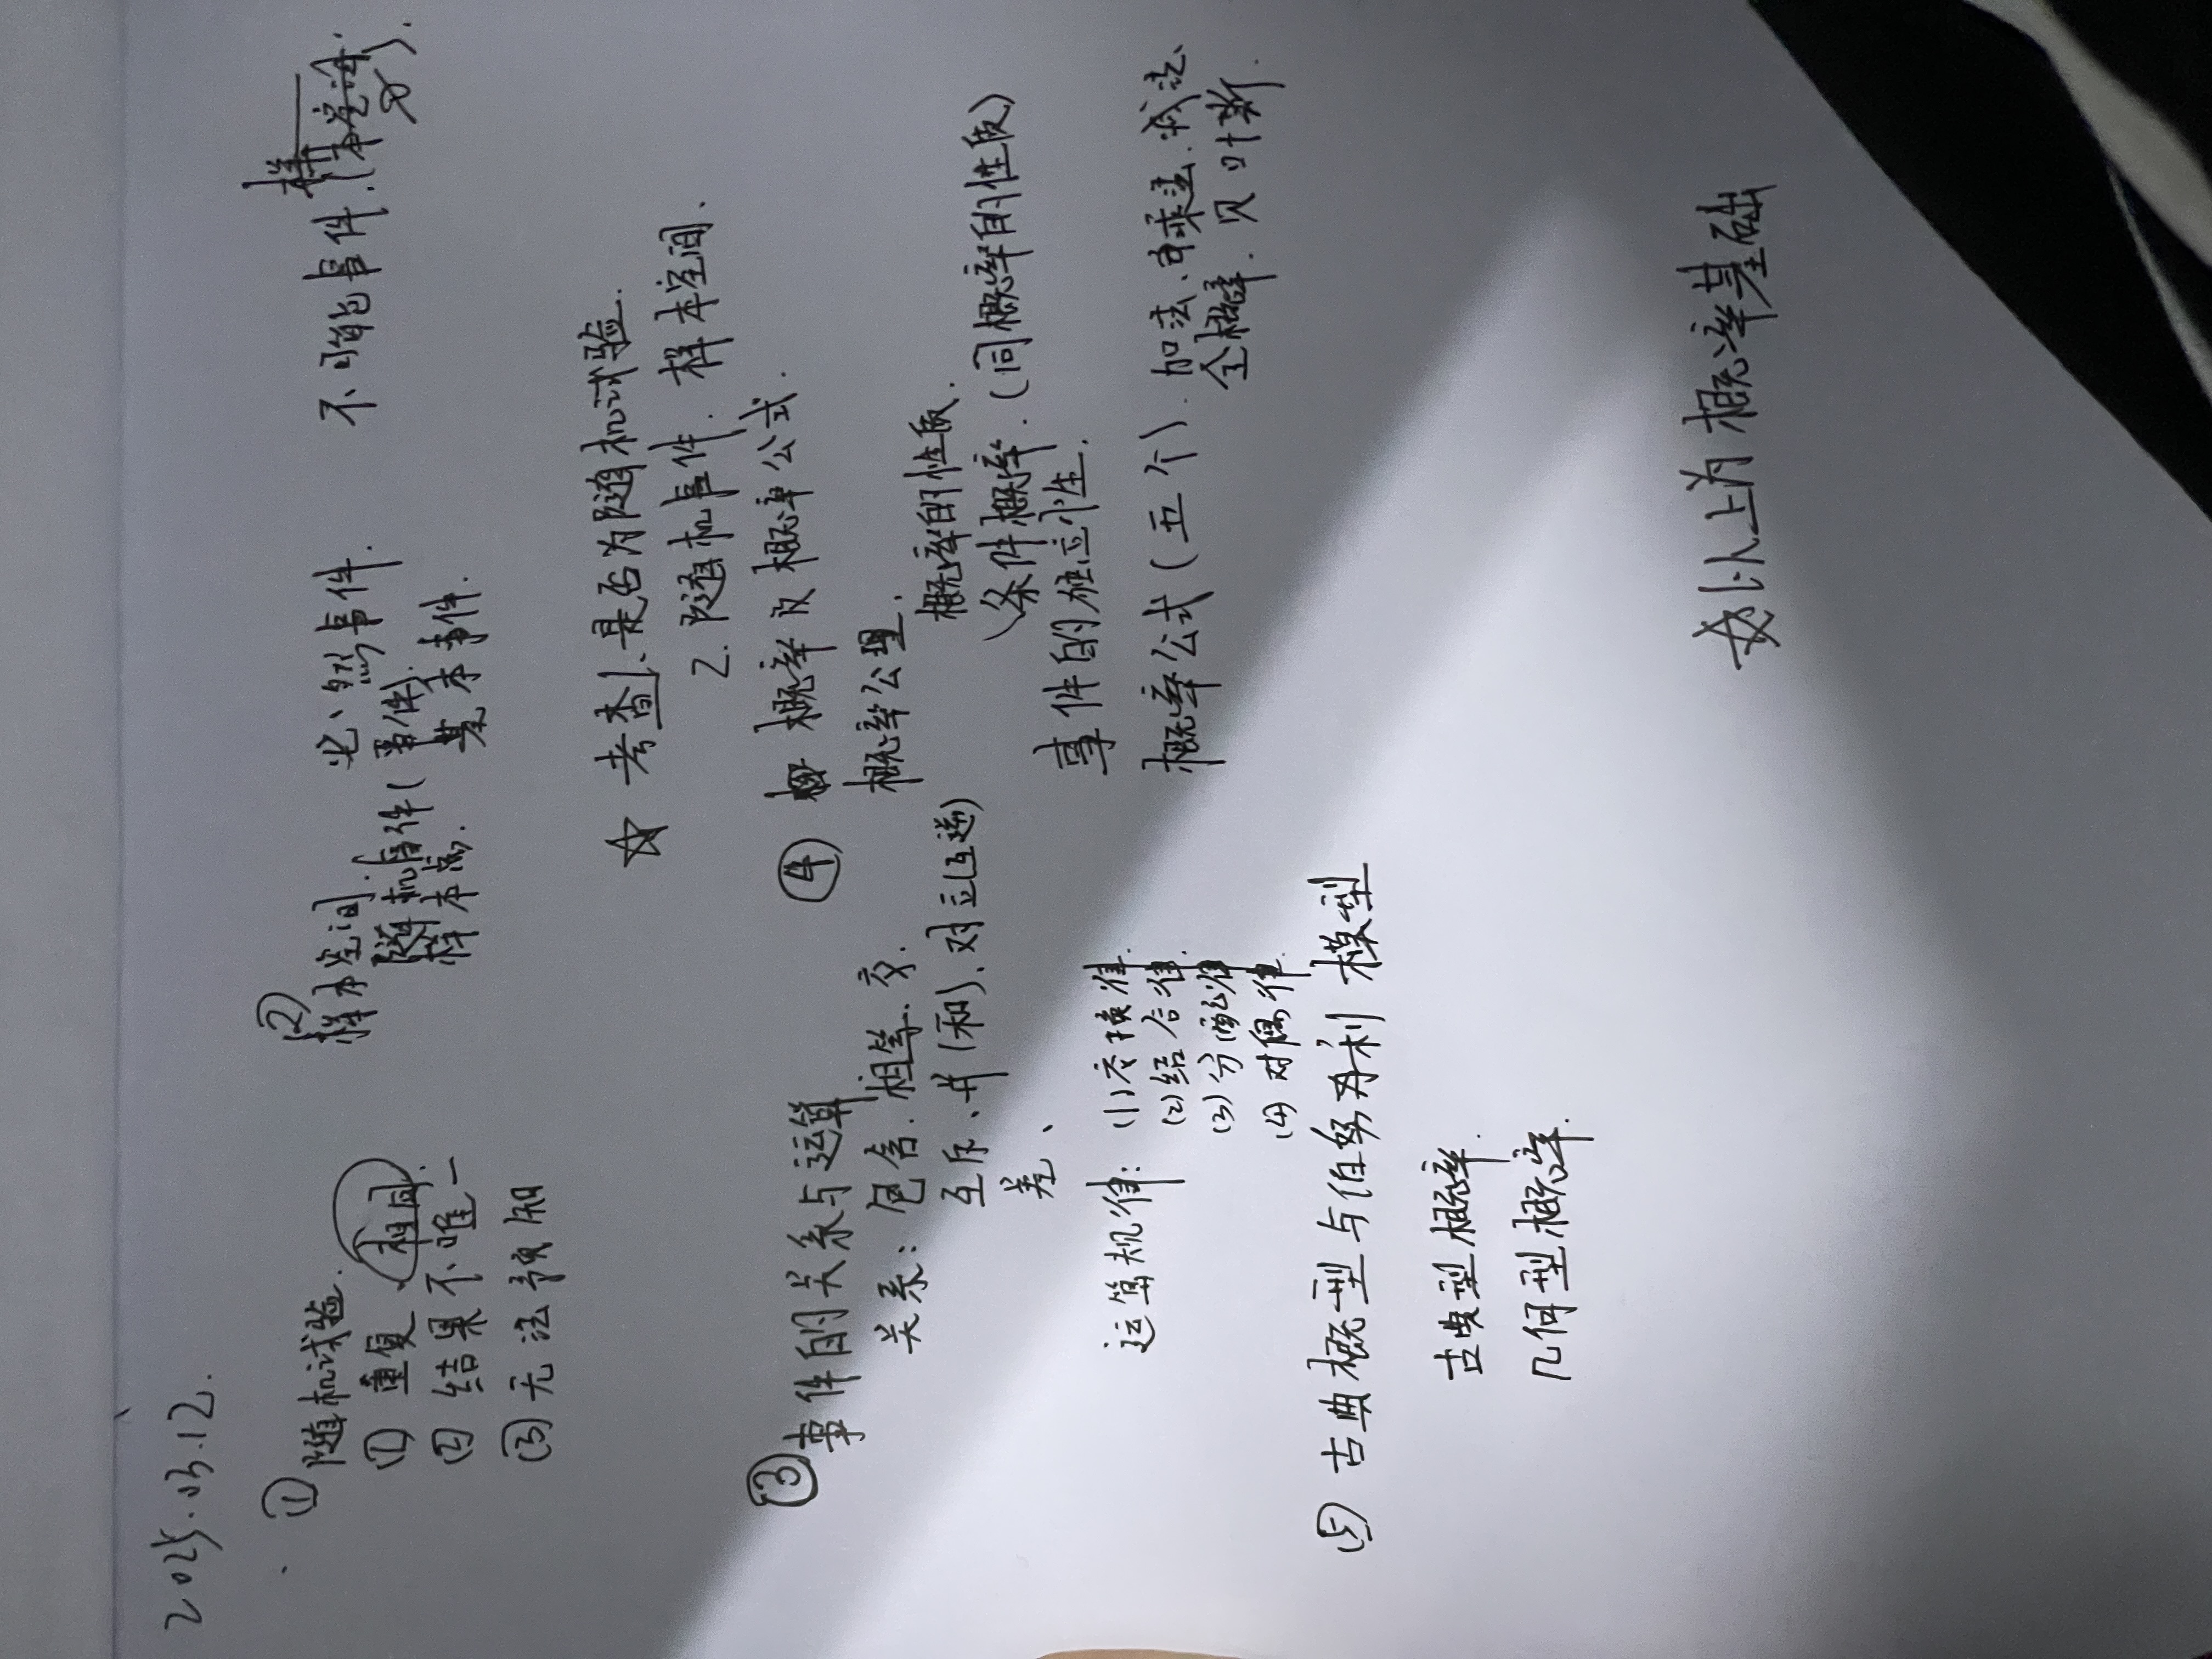 2025.03.12.
①
随机试验.
① 重复、相同.
② 结果不唯一
③ 无法预知
②
样本空间. 必然事件. 不可能事件.(样本空间
∅).
随机事件(事件).
样本点. 基本事件.
☆ 考查1、是否为随机试验.
2. 随机事件. 样本空间.
③
事件的关系与运算.
关系: 包含. 相等. 交.
互斥、并(和)、对立(互逆)
差、
运算规律: (1)交换律.
(2)结合律.
(3)分配律
(4)对偶律.
④ 概率及概率公式.
概率公理.
概率的性质.
条件概率.(同概率的性质)
事件的独立性.
概率公式(五个). 加法、乘法、减法、
全概率. 贝叶斯.
⑤ 古典概型与伯努利模型
古典型概率.
几何型概率.
☆以上为概率基础